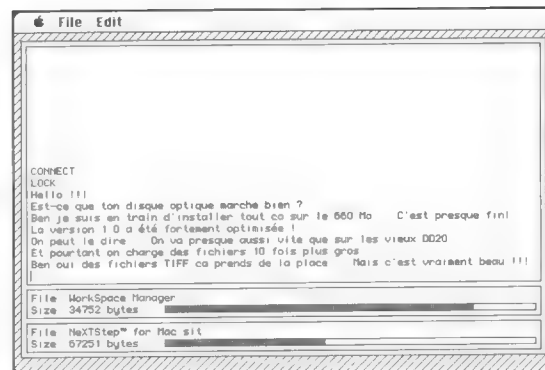 File Edit
CONNECT
LOCK
Hello !!!
Est-ce que ton disque optique marche bien ?
Ben je suis en train d'installer tout ca sur le 660 Mo C'est presque fini
La version 1 0 a été fortement optimisée !
On peut le dire On va presque aussi vite que sur les vieux DD20
Et pourtant on charge des fichiers 10 fois plus gros
Ben oui des fichiers TIFF ca prends de la place Mais c'est vraiment beau !!!
File WorkSpace Manager
Size 34752 bytes
File NeXTStep™ for Mac sit
Size 67251 bytes